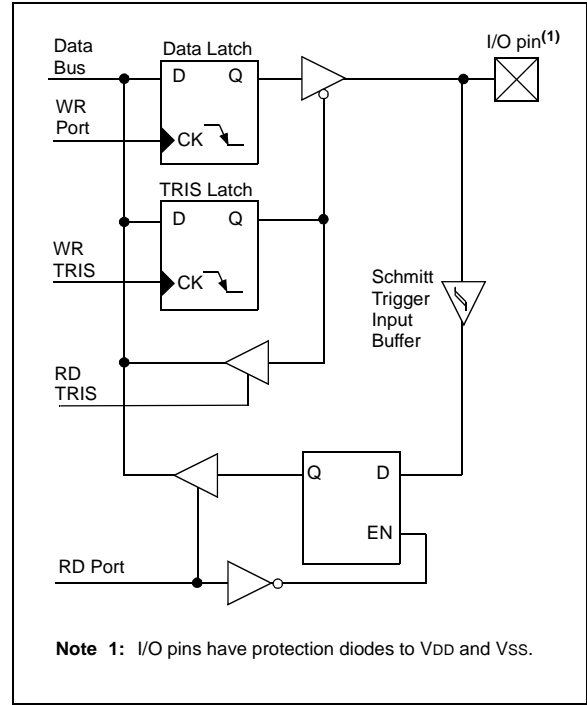 Data
Bus
Data Latch
I/O pin(1)
D Q
WR
Port
CK
TRIS Latch
D Q
WR
TRIS
CK
Schmitt
Trigger
Input
Buffer
RD
TRIS
Q D
EN
RD Port
Note 1: I/O pins have protection diodes to VDD and VSS.